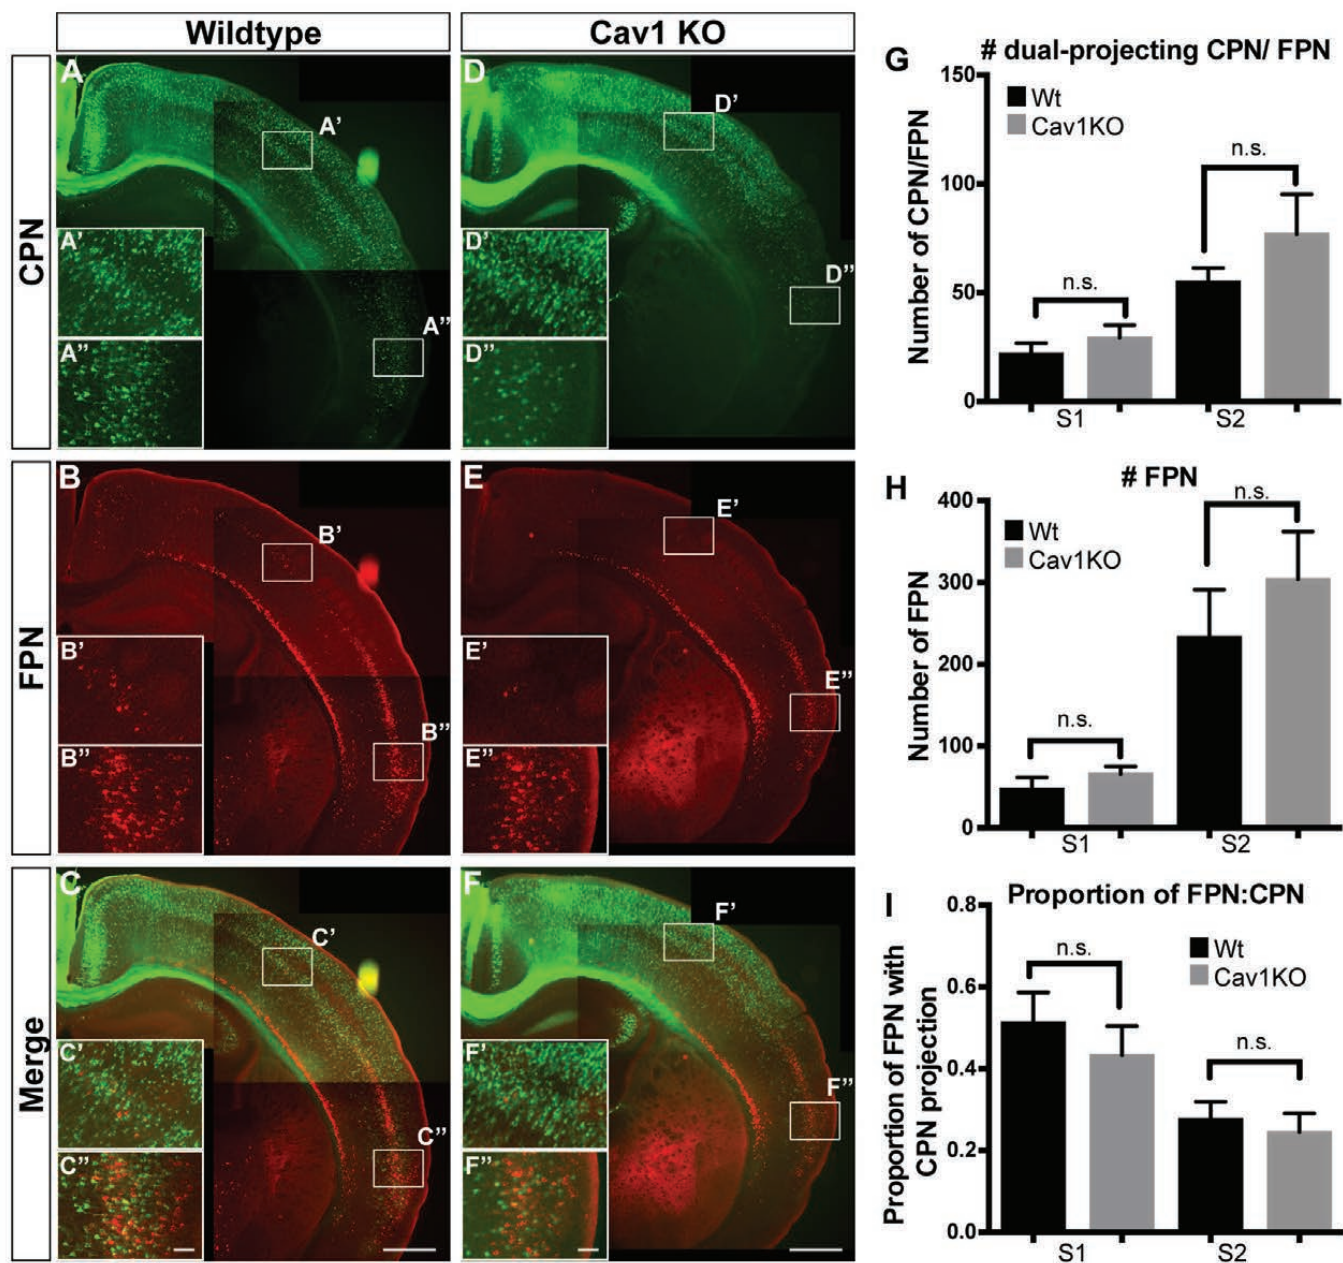 Wildtype
Cav1 KO
CPN
A
A'
A''
A'
A''
D
D'
D''
D'
D''
FPN
B
B'
B''
B'
B''
E
E'
E''
E'
E''
Merge
C
C'
C''
C'
C''
F
F'
F''
F'
F''
G
# dual-projecting CPN/ FPN
Number of CPN/FPN
150
100
50
0
Wt
Cav1KO
n.s.
n.s.
S1
S2
H
# FPN
Number of FPN
400
300
200
100
0
Wt
Cav1KO
n.s.
n.s.
S1
S2
I
Proportion of FPN:CPN
Proportion of FPN with
CPN projection
0.8
0.6
0.4
0.2
0.0
Wt
Cav1KO
n.s.
n.s.
S1
S2